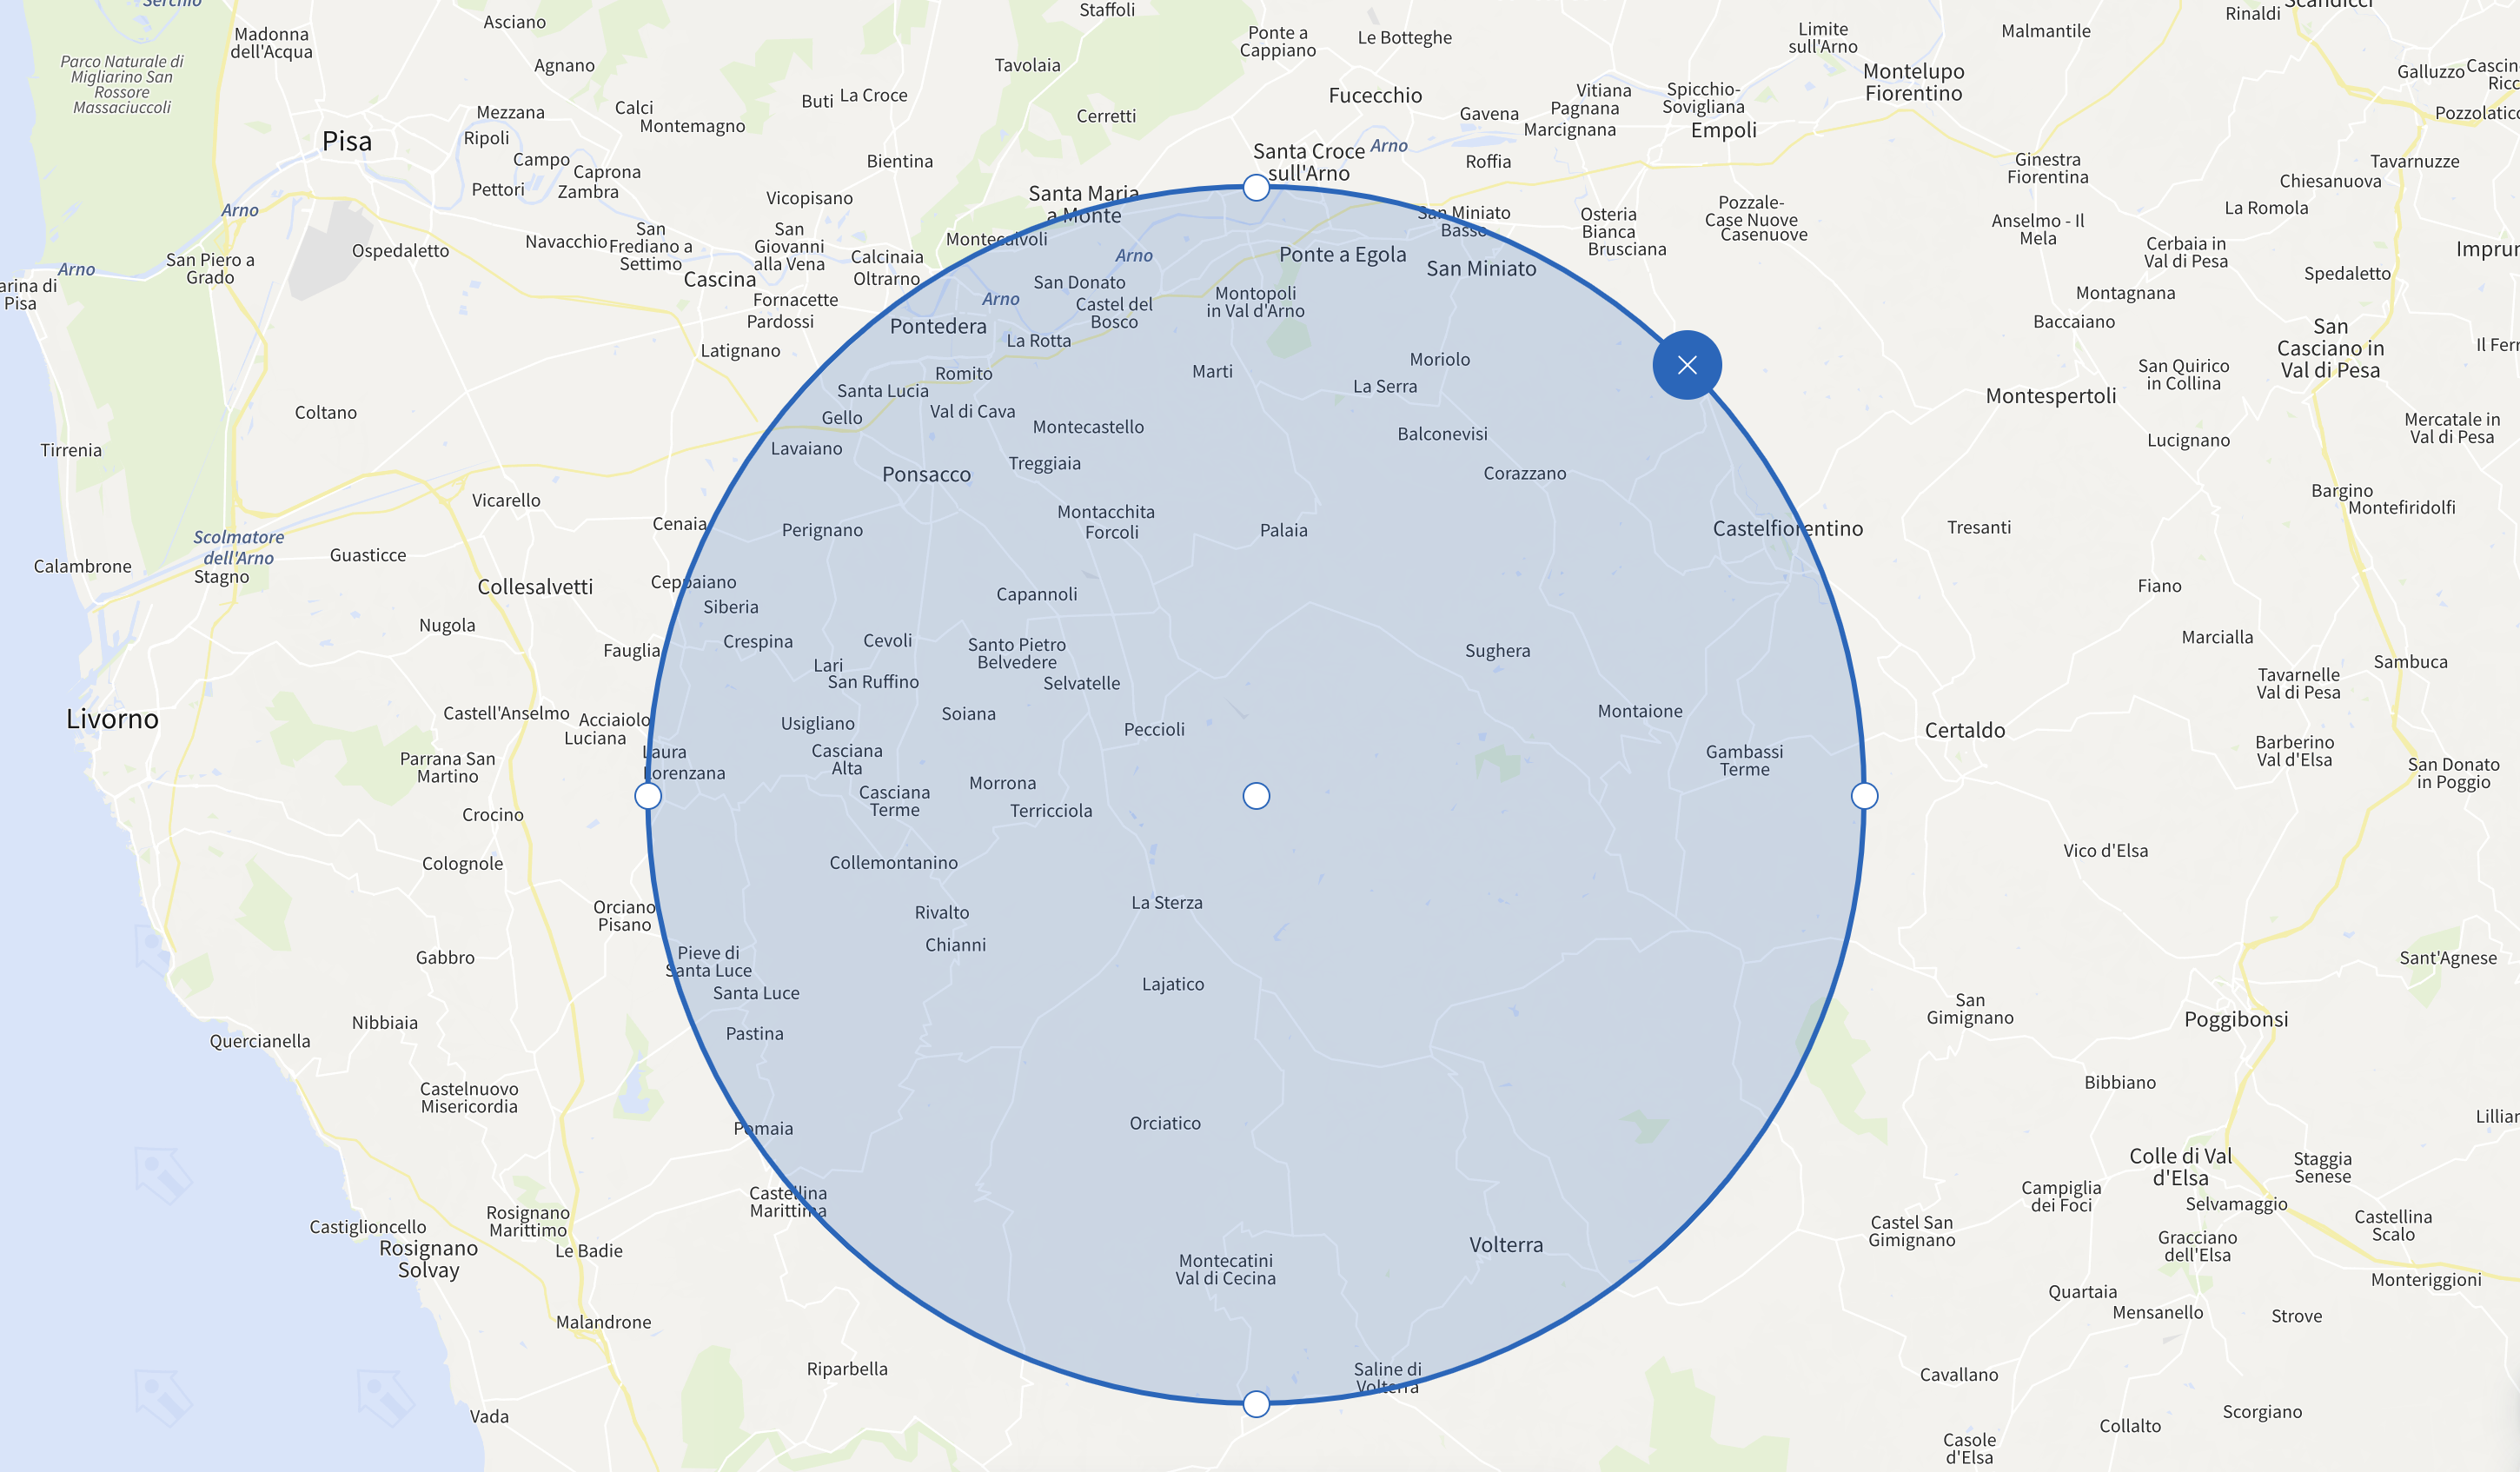 Serchio
Asciano
Staffoli
Rinaldi
Scandicci
Madonna
dell'Acqua
Ponte a
Cappiano
Le Botteghe
Limite
sull'Arno
Malmantile
Parco Naturale di
Migliarino San
Rossore
Massaciuccoli
Agnano
Tavolaia
Montelupo
Fiorentino
Galluzzo
Buti
La Croce
Fucecchio
Vitiana
Pagnana
Marcignana
Spicchio-
Sovigliana
Empoli
Mezzana
Calci
Montemagno
Cerretti
Gavena
Pisa
Ripoli
Campo
Caprona
Zambra
Pettori
Bientina
Santa Croce
sull'Arno
Arno
Roffia
Ginestra
Fiorentina
Tavarnuzze
Chiesanuova
Vicopisano
Santa Maria
a Monte
San Miniato
Basso
Osteria
Bianca
Brusciana
Pozzale-
Case Nuove
Casenuove
Anselmo - Il
Mela
La Romola
Arno
Ospedaletto
Navacchio
San
Frediano a
Settimo
San
Giovanni
alla Vena
Calcinaia
Oltrarno
Montecalvoli
Arno
Ponte a Egola
San Miniato
Cerbaia in
Val di Pesa
Spedaletto
Arno
San Piero a
Grado
Cascina
Fornacette
Pardossi
San Donato
Castel del
Bosco
Arno
Montopoli
in Val d'Arno
Montagnana
Baccaiano
Pisa
Pontedera
La Rotta
Latignano
San
Casciano in
Val di Pesa
Romito
Marti
Moriolo
La Serra
San Quirico
in Collina
Santa Lucia
Gello
Val di Cava
Montespertoli
Coltano
Montecastello
Balconevisi
Lucignano
Mercatale in
Val di Pesa
Tirrenia
Lavaiano
Treggiaia
Ponsacco
Corazzano
Vicarello
Bargino
Montefiridolfi
Cenaia
Perignano
Montacchita
Forcoli
Palaia
Castelfiorentino
Tresanti
Scolmatore
dell'Arno
Calambrone
Stagno
Guasticce
Collesalvetti
Ceppaiano
Siberia
Capannoli
Fiano
Nugola
Fauglia
Crespina
Cevoli
Lari
San Ruffino
Santo Pietro
Belvedere
Selvatelle
Sughera
Marcialla
Sambuca
Tavarnelle
Val di Pesa
Livorno
Castell'Anselmo
Acciaiolo
Luciana
Usigliano
Soiana
Peccioli
Montaione
Certaldo
Parrana San
Martino
Laura
Lorenzana
Casciana
Alta
Gambassi
Terme
Barberino
Val d'Elsa
San Donato
in Poggio
Casciana
Terme
Morrona
Terricciola
Crocino
Colognole
Collemontanino
Vico d'Elsa
Orciano
Pisano
Rivalto
La Sterza
Chianni
Gabbro
Pieve di
Santa Luce
Santa Luce
Lajatico
Sant'Agnese
San
Gimignano
Poggibonsi
Nibbiaia
Quercianella
Pastina
Castelnuovo
Misericordia
Bibbiano
Pomaia
Orciatico
Colle di Val
d'Elsa
Staggia
Senese
Castellina
Marittima
Campiglia
dei Foci
Selvamaggio
Castiglioncello
Rosignano
Marittimo
Rosignano
Solvay
Le Badie
Castel San
Gimignano
Castellina
Scalo
Gracciano
dell'Elsa
Volterra
Montecatini
Val di Cecina
Monteriggioni
Quartaia
Mensanello
Strove
Malandrone
Riparbella
Saline di
Volterra
Cavallano
Vada
Scorgiano
Collalto
Casole
d'Elsa